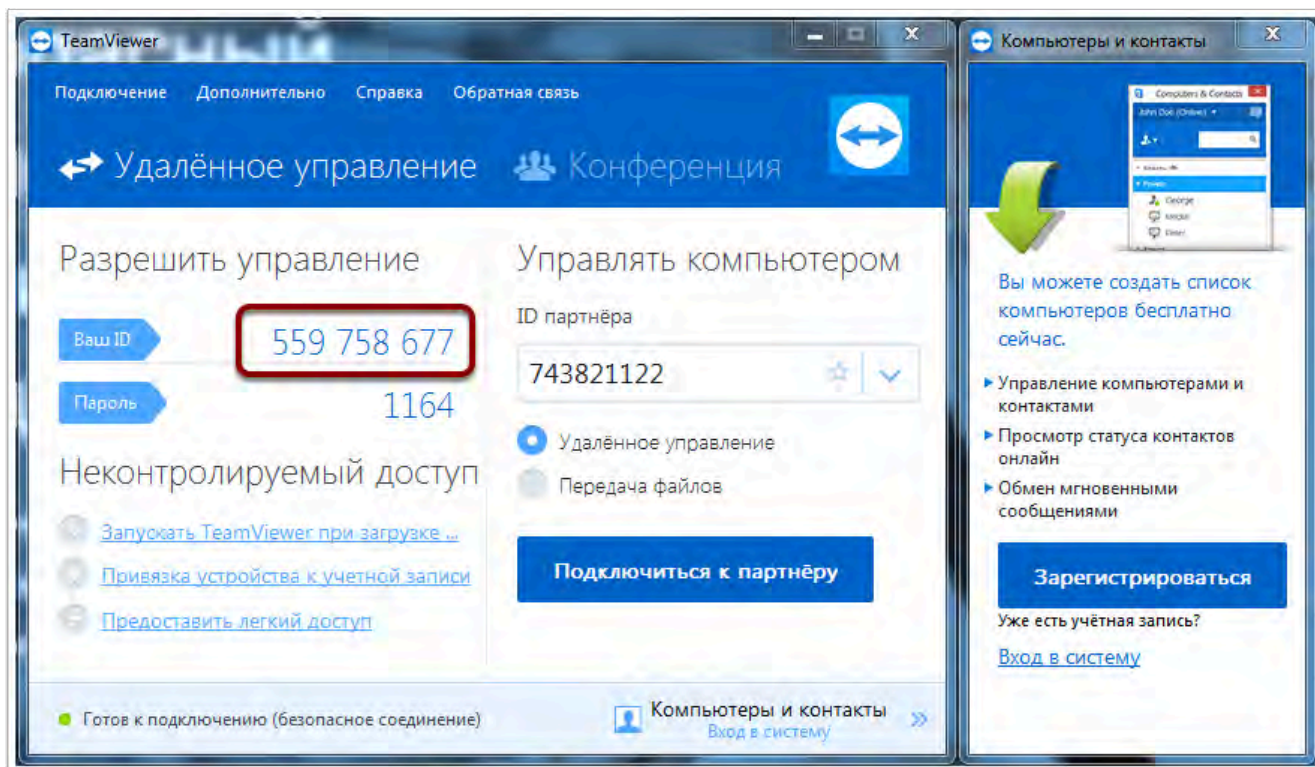 TeamViewer
Подключение Дополнительно Справка Обратная связь
Удалённое управление Конференция
Разрешить управление
Ваш ID 559 758 677
Пароль 1164
Неконтролируемый доступ
Запускать TeamViewer при загрузке ...
Привязка устройства к учетной записи
Предоставить легкий доступ
Управлять компьютером
ID партнёра
743821122
Удалённое управление
Передача файлов
Подключиться к партнёру
Готов к подключению (безопасное соединение)
Компьютеры и контакты
Вход в систему
Компьютеры и контакты
Computers & Contacts
John Doe (Online)
George
Вы можете создать список
компьютеров бесплатно
сейчас.
Управление компьютерами и
контактами
Просмотр статуса контактов
онлайн
Обмен мгновенными
сообщениями
Зарегистрироваться
Уже есть учётная запись?
Вход в систему